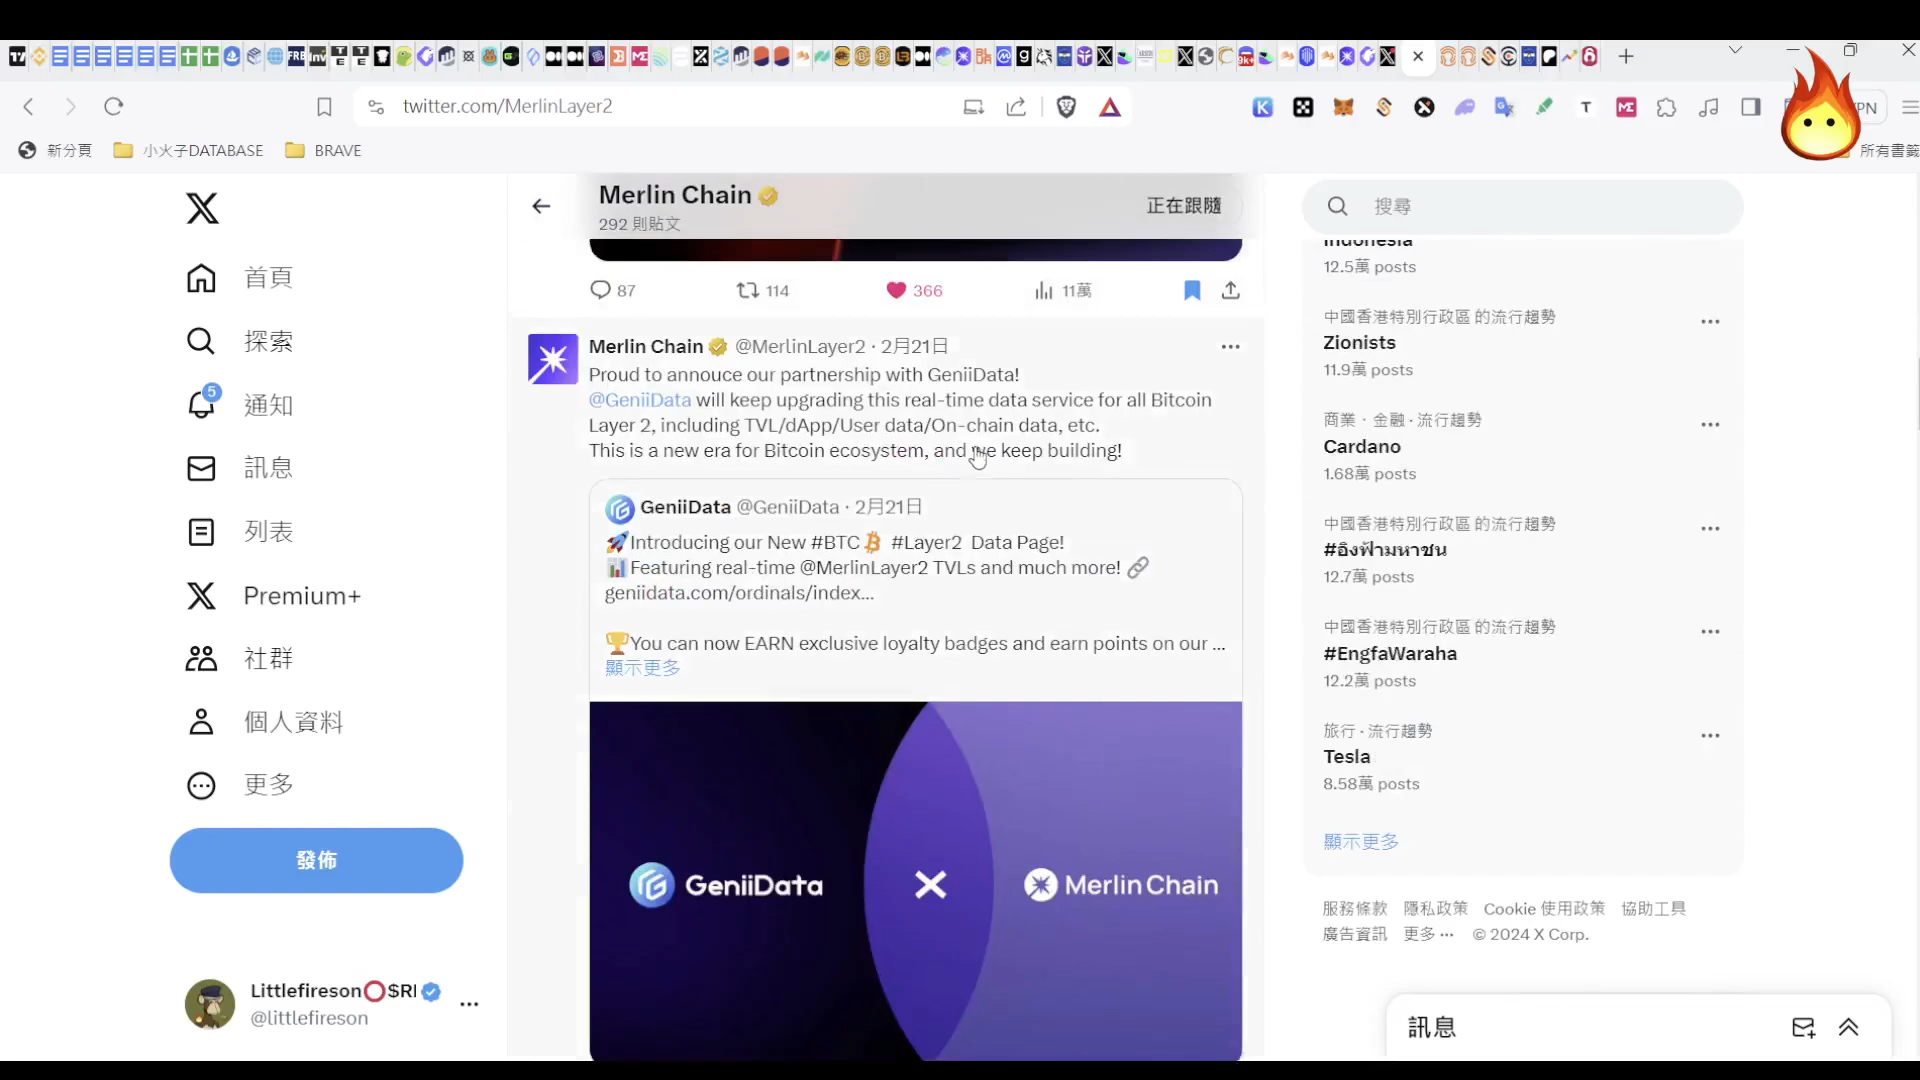 twitter.com/MerlinLayer2
新分頁
小火子DATABASE
BRAVE
所有書籤
Merlin Chain
292 則貼文
正在跟隨
搜尋
首頁
探索
5
通知
訊息
列表
Premium+
社群
個人資料
更多
發佈
Littlefireson⭕$RI
@littlefireson
87
114
366
11萬
Merlin Chain @MerlinLayer2 · 2月21日
Proud to annouce our partnership with GeniiData!
@GeniiData will keep upgrading this real-time data service for all Bitcoin
Layer 2, including TVL/dApp/User data/On-chain data, etc.
This is a new era for Bitcoin ecosystem, and we keep building!
GeniiData @GeniiData · 2月21日
🚀Introducing our New #BTC #Layer2 Data Page!
📊Featuring real-time @MerlinLayer2 TVLs and much more! 🔗
geniidata.com/ordinals/index...
🏆You can now EARN exclusive loyalty badges and earn points on our ...
顯示更多
GeniiData
Merlin Chain
Indonesia
12.5萬 posts
中國香港特別行政區 的流行趨勢
Zionists
11.9萬 posts
商業 · 金融 · 流行趨勢
Cardano
1.68萬 posts
中國香港特別行政區 的流行趨勢
#อิงฟ้ามหาชน
12.7萬 posts
中國香港特別行政區 的流行趨勢
#EngfaWaraha
12.2萬 posts
旅行 · 流行趨勢
Tesla
8.58萬 posts
顯示更多
服務條款 隱私政策 Cookie 使用政策 協助工具
廣告資訊 更多 ··· © 2024 X Corp.
訊息